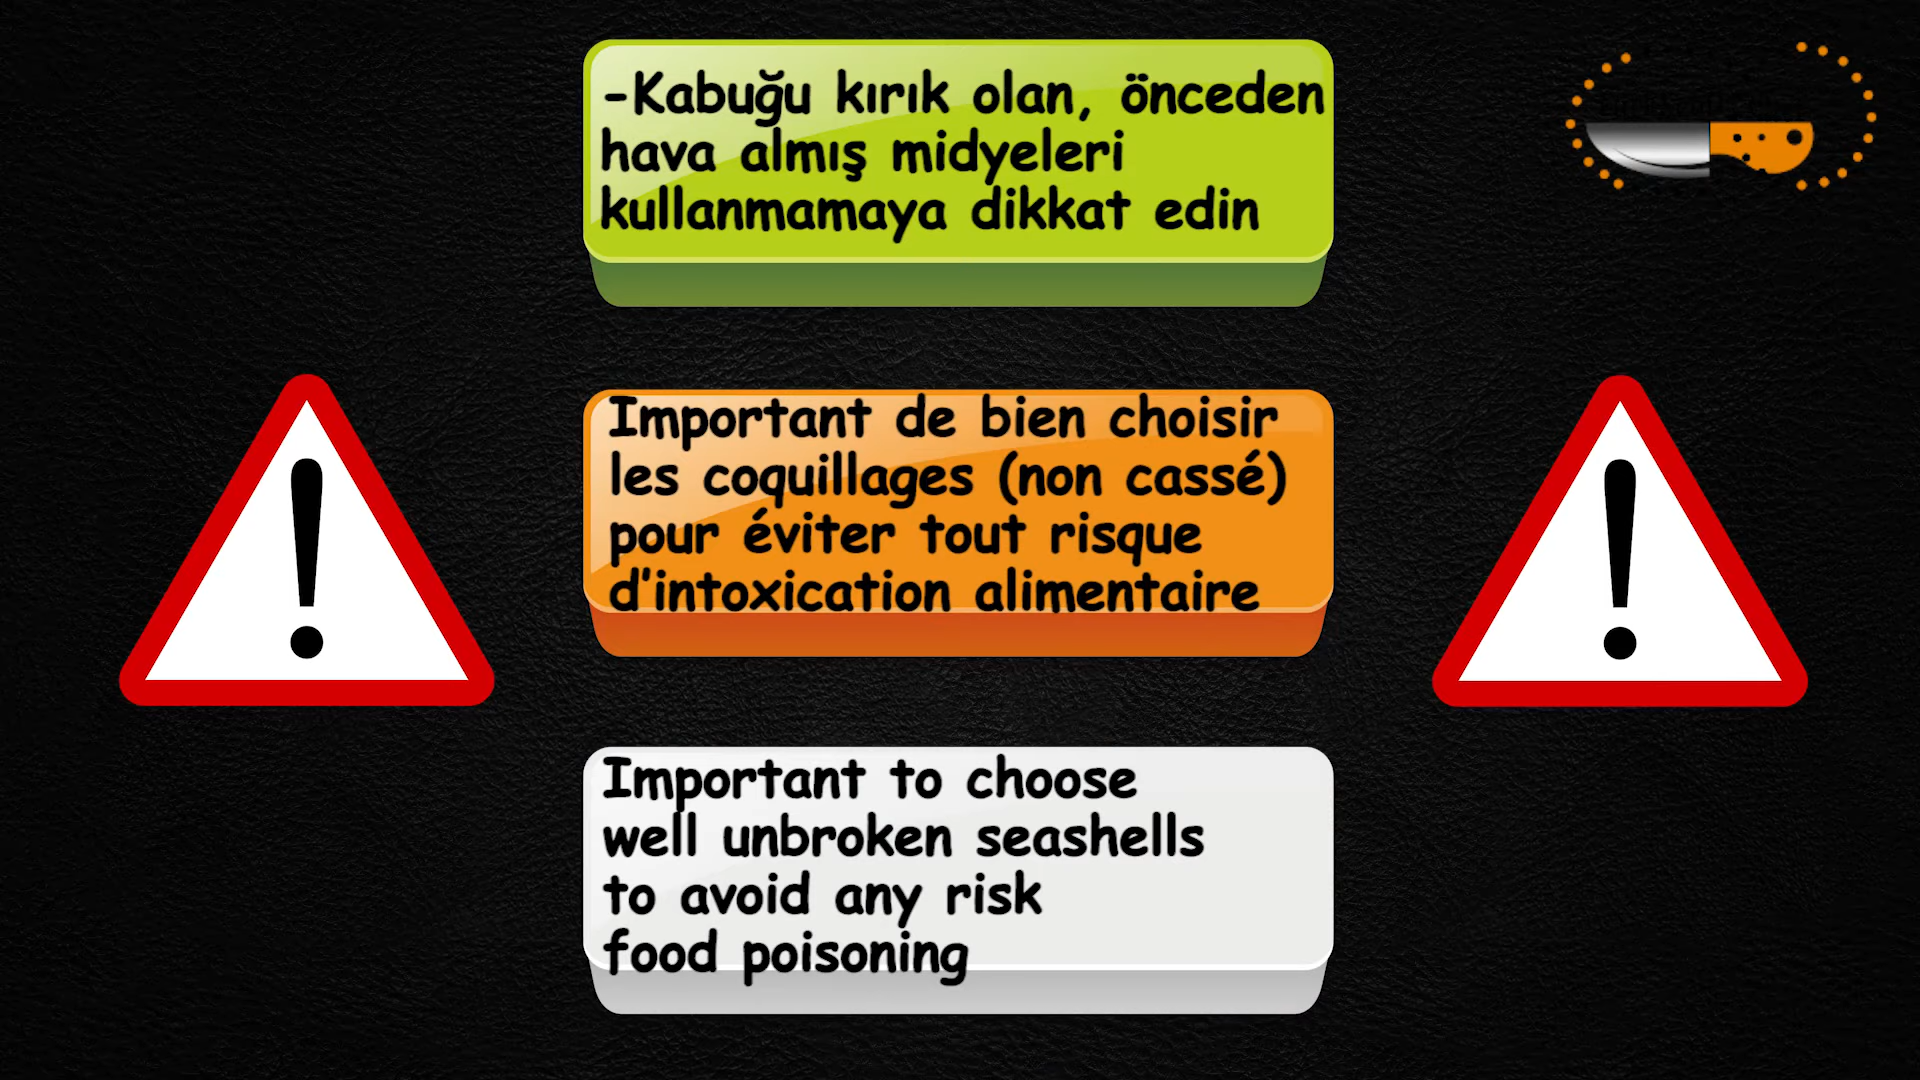 -Kabuğu kırık olan, önceden
hava almış midyeleri
kullanmamaya dikkat edin
Important de bien choisir
les coquillages (non cassé)
pour éviter tout risque
d'intoxication alimentaire
Important to choose
well unbroken seashells
to avoid any risk
food poisoning